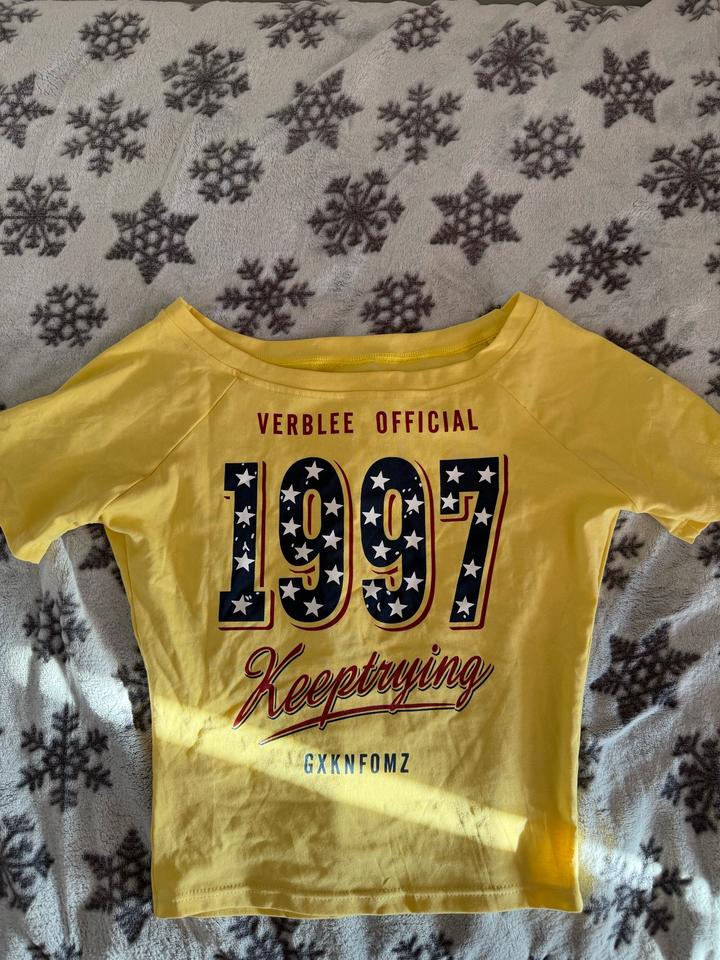 VERBLEE OFFICIAL
1997
Keeptrying
GXKNFOMZ